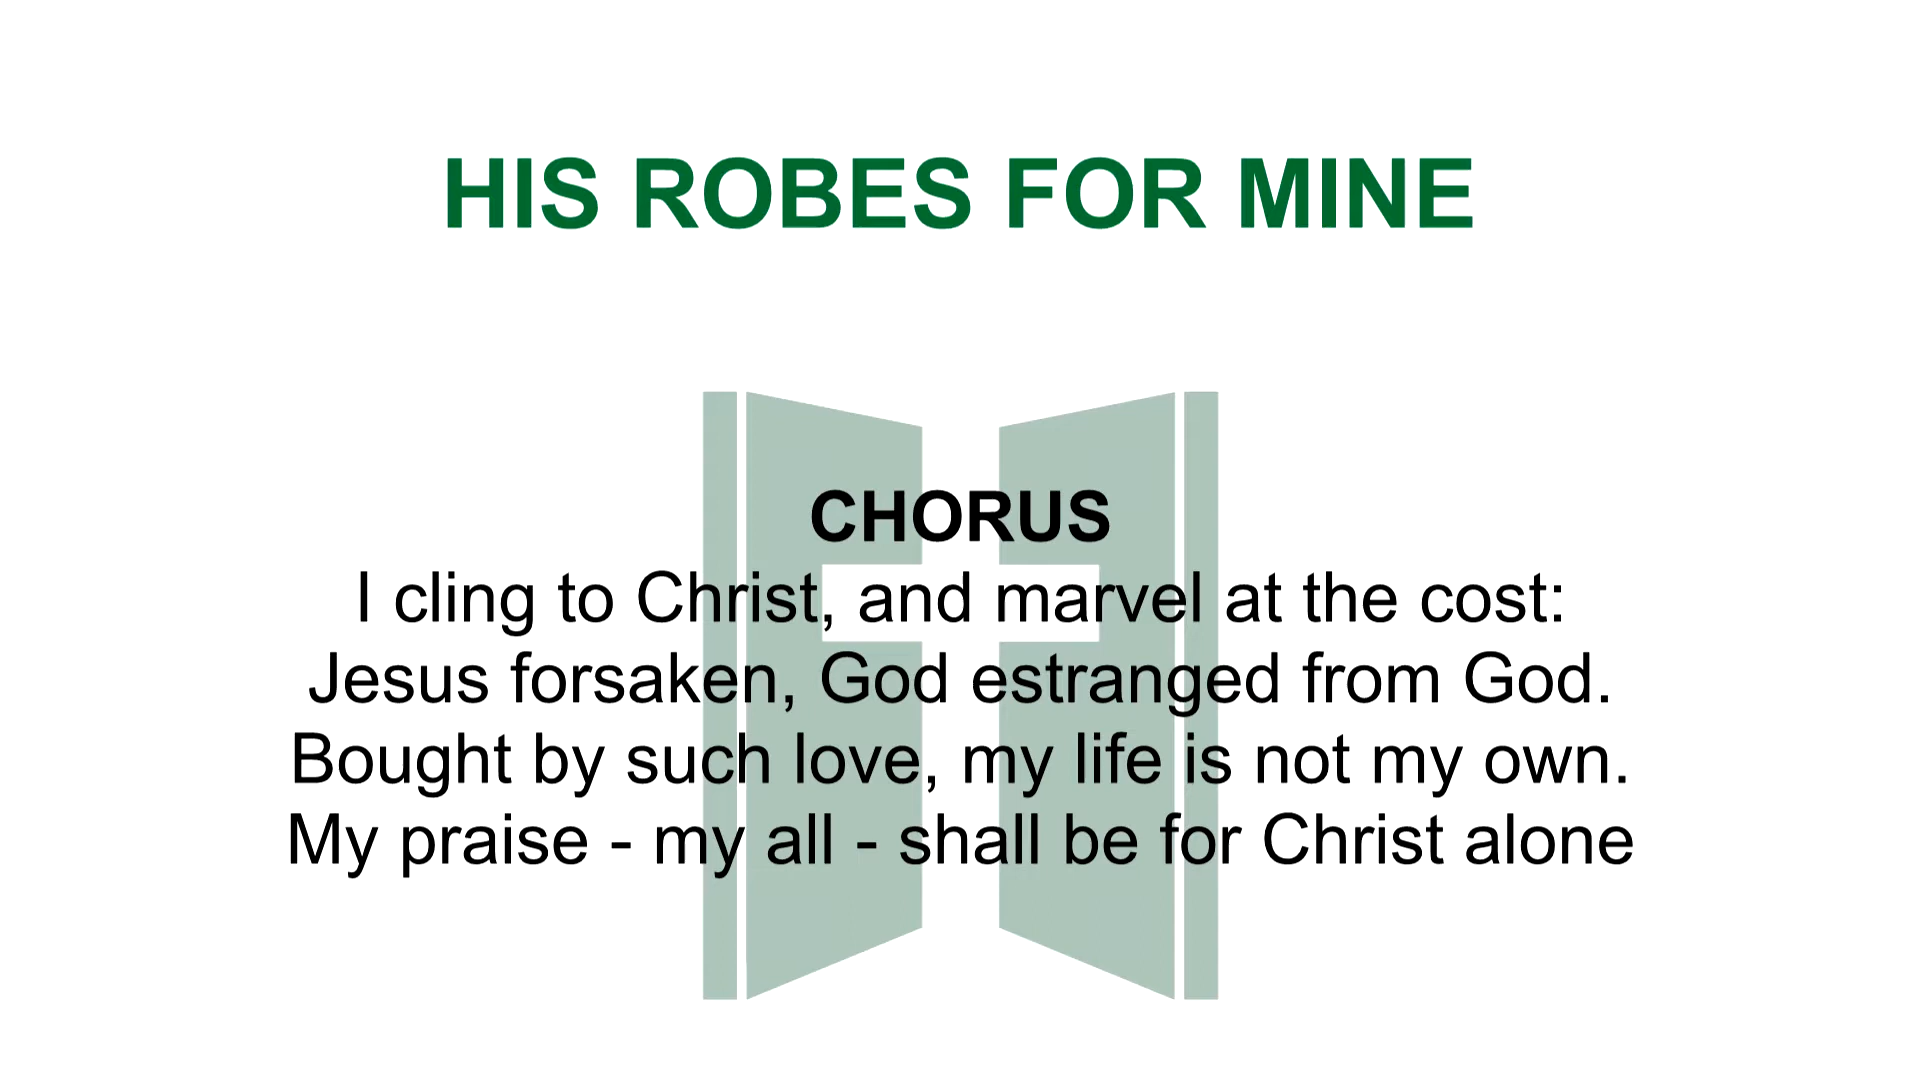 HIS ROBES FOR MINE
CHORUS
I cling to Christ, and marvel at the cost:
Jesus forsaken, God estranged from God.
Bought by such love, my life is not my own.
My praise - my all - shall be for Christ alone